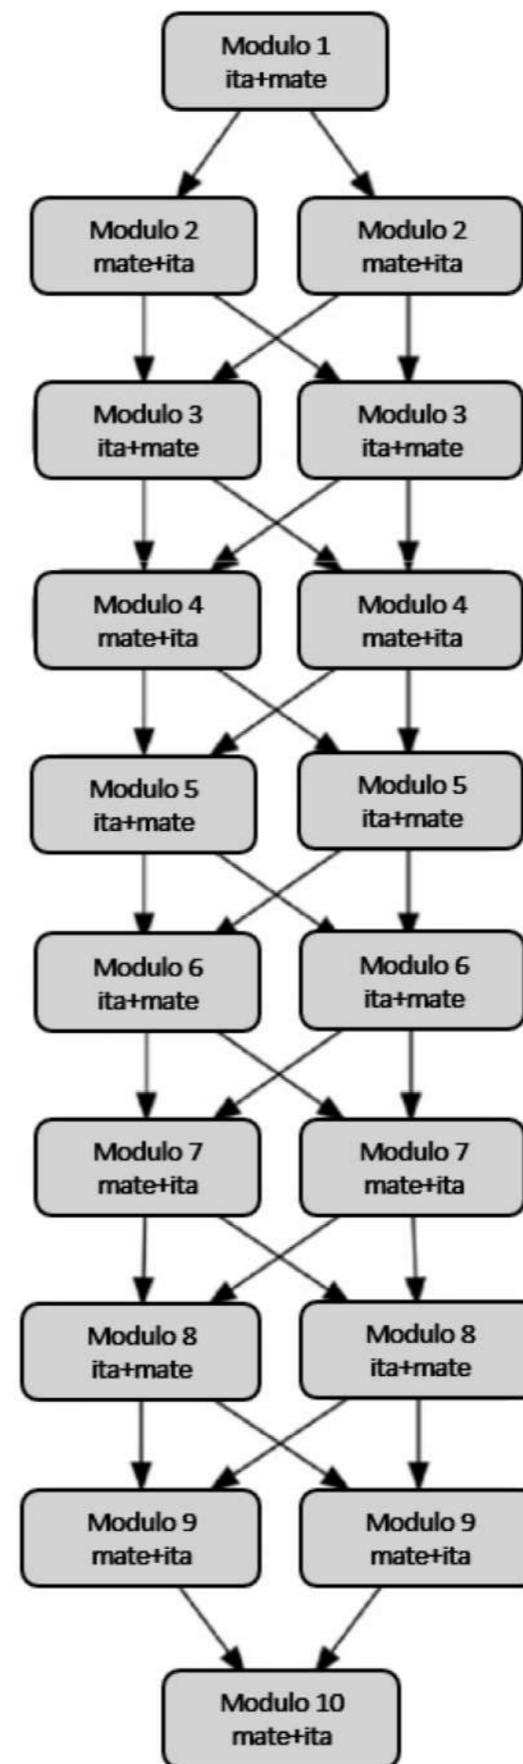 Modulo 1
ita+mate
Modulo 2
mate+ita
Modulo 2
mate+ita
Modulo 3
ita+mate
Modulo 3
ita+mate
Modulo 4
mate+ita
Modulo 4
mate+ita
Modulo 5
ita+mate
Modulo 5
ita+mate
Modulo 6
ita+mate
Modulo 6
ita+mate
Modulo 7
mate+ita
Modulo 7
mate+ita
Modulo 8
ita+mate
Modulo 8
ita+mate
Modulo 9
mate+ita
Modulo 9
mate+ita
Modulo 10
mate+ita